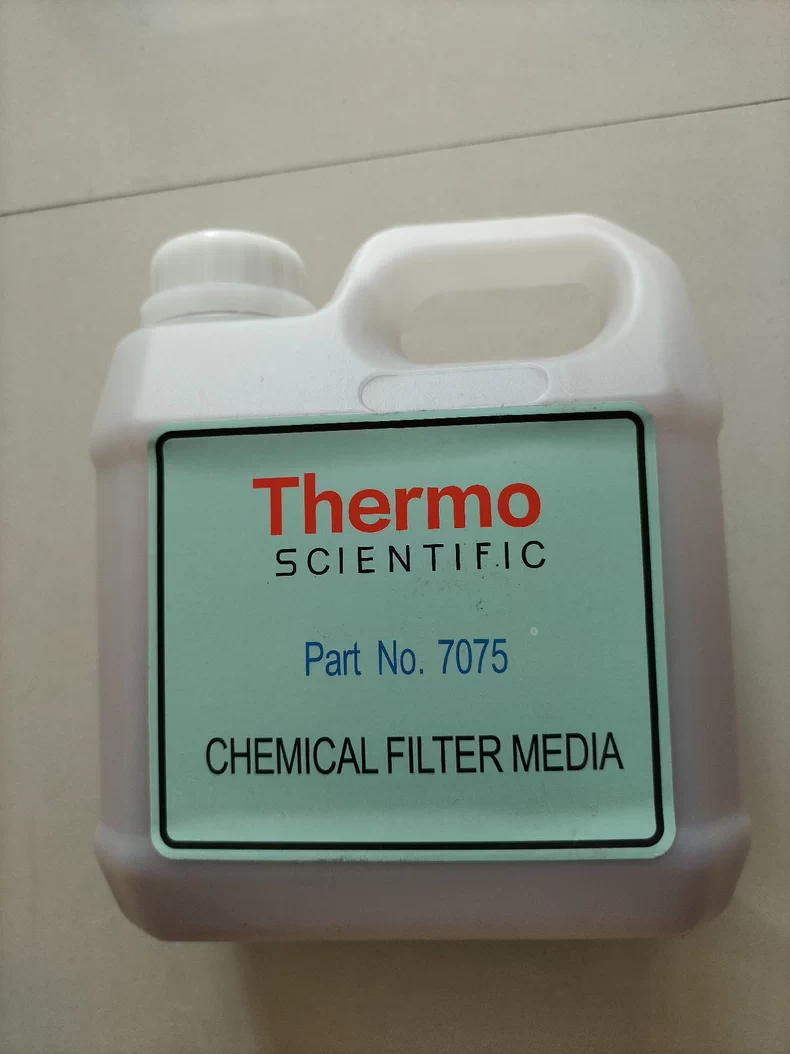 Thermo
SCIENTIFIC
Part No. 7075
CHEMICAL FILTER MEDIA